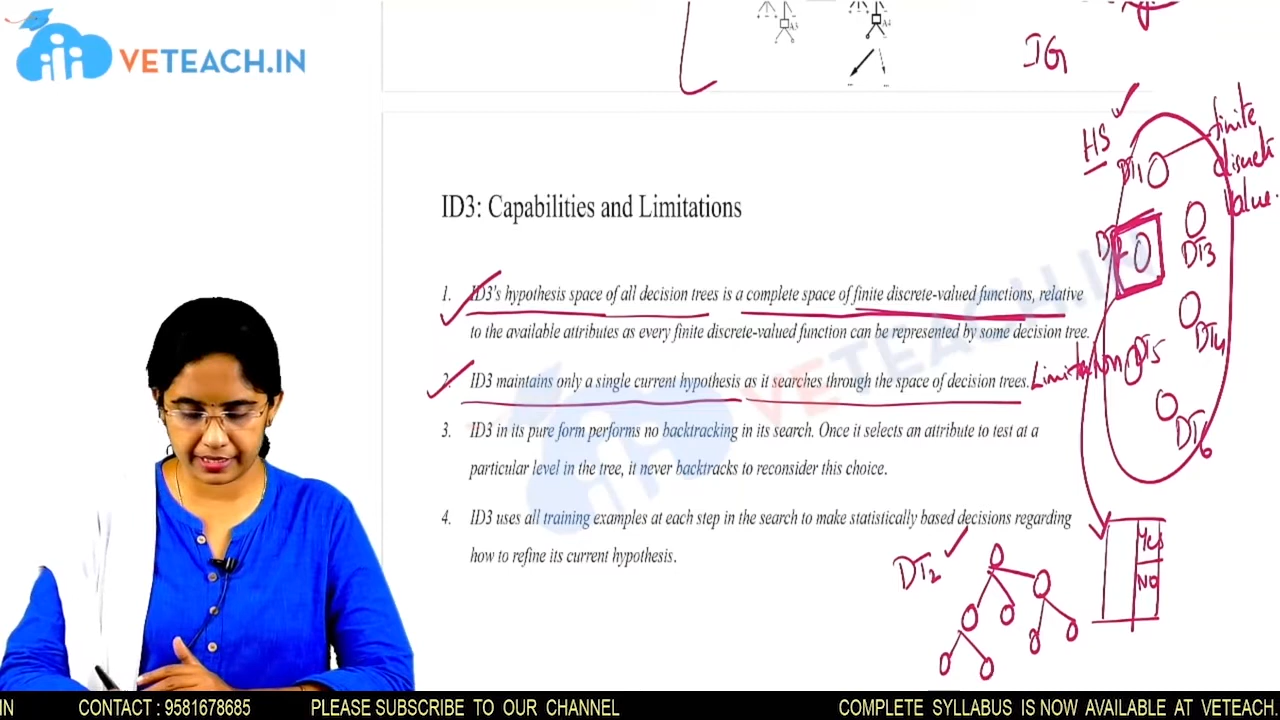 VETEACH.IN
A3
A4
IG
HS
finite
discrete
value.
DT1
DT2
DT3
DT4
DT5
DT6
ID3: Capabilities and Limitations
1. ID3's hypothesis space of all decision trees is a complete space of finite discrete-valued functions, relative
to the available attributes as every finite discrete-valued function can be represented by some decision tree.
2. ID3 maintains only a single current hypothesis as it searches through the space of decision trees. Limitation
3. ID3 in its pure form performs no backtracking in its search. Once it selects an attribute to test at a
particular level in the tree, it never backtracks to reconsider this choice.
4. ID3 uses all training examples at each step in the search to make statistically based decisions regarding
how to refine its current hypothesis.
DT2
Yes
NO
VETEACH.IN
IN CONTACT : 9581678685 PLEASE SUBSCRIBE TO OUR CHANNEL COMPLETE SYLLABUS IS NOW AVAILABLE AT VETEACH.